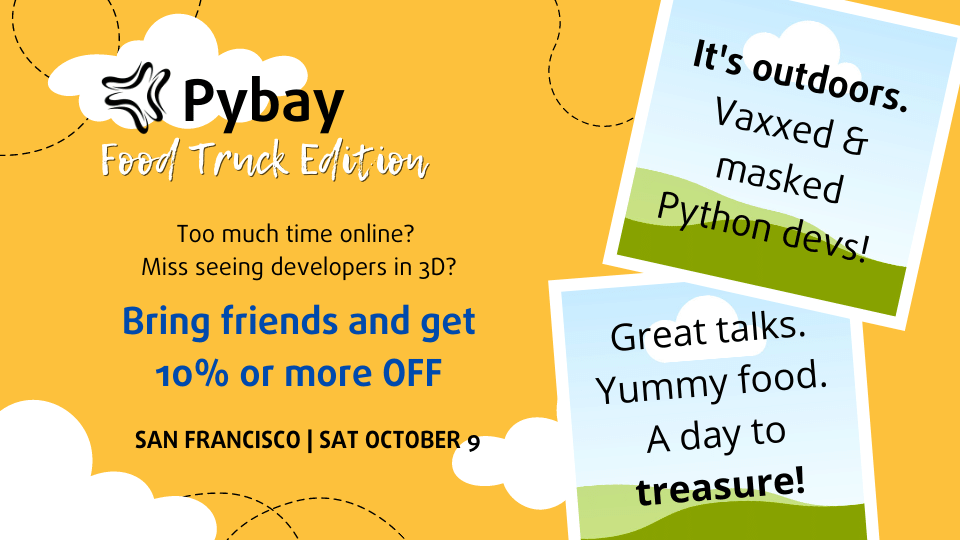 Pybay
Food Truck Edition
Too much time online?
Miss seeing developers in 3D?
Bring friends and get
10% or more OFF
SAN FRANCISCO | SAT OCTOBER 9
It's outdoors.
Vaxxed &
masked
Python devs!
Great talks.
Yummy food.
A day to
treasure!